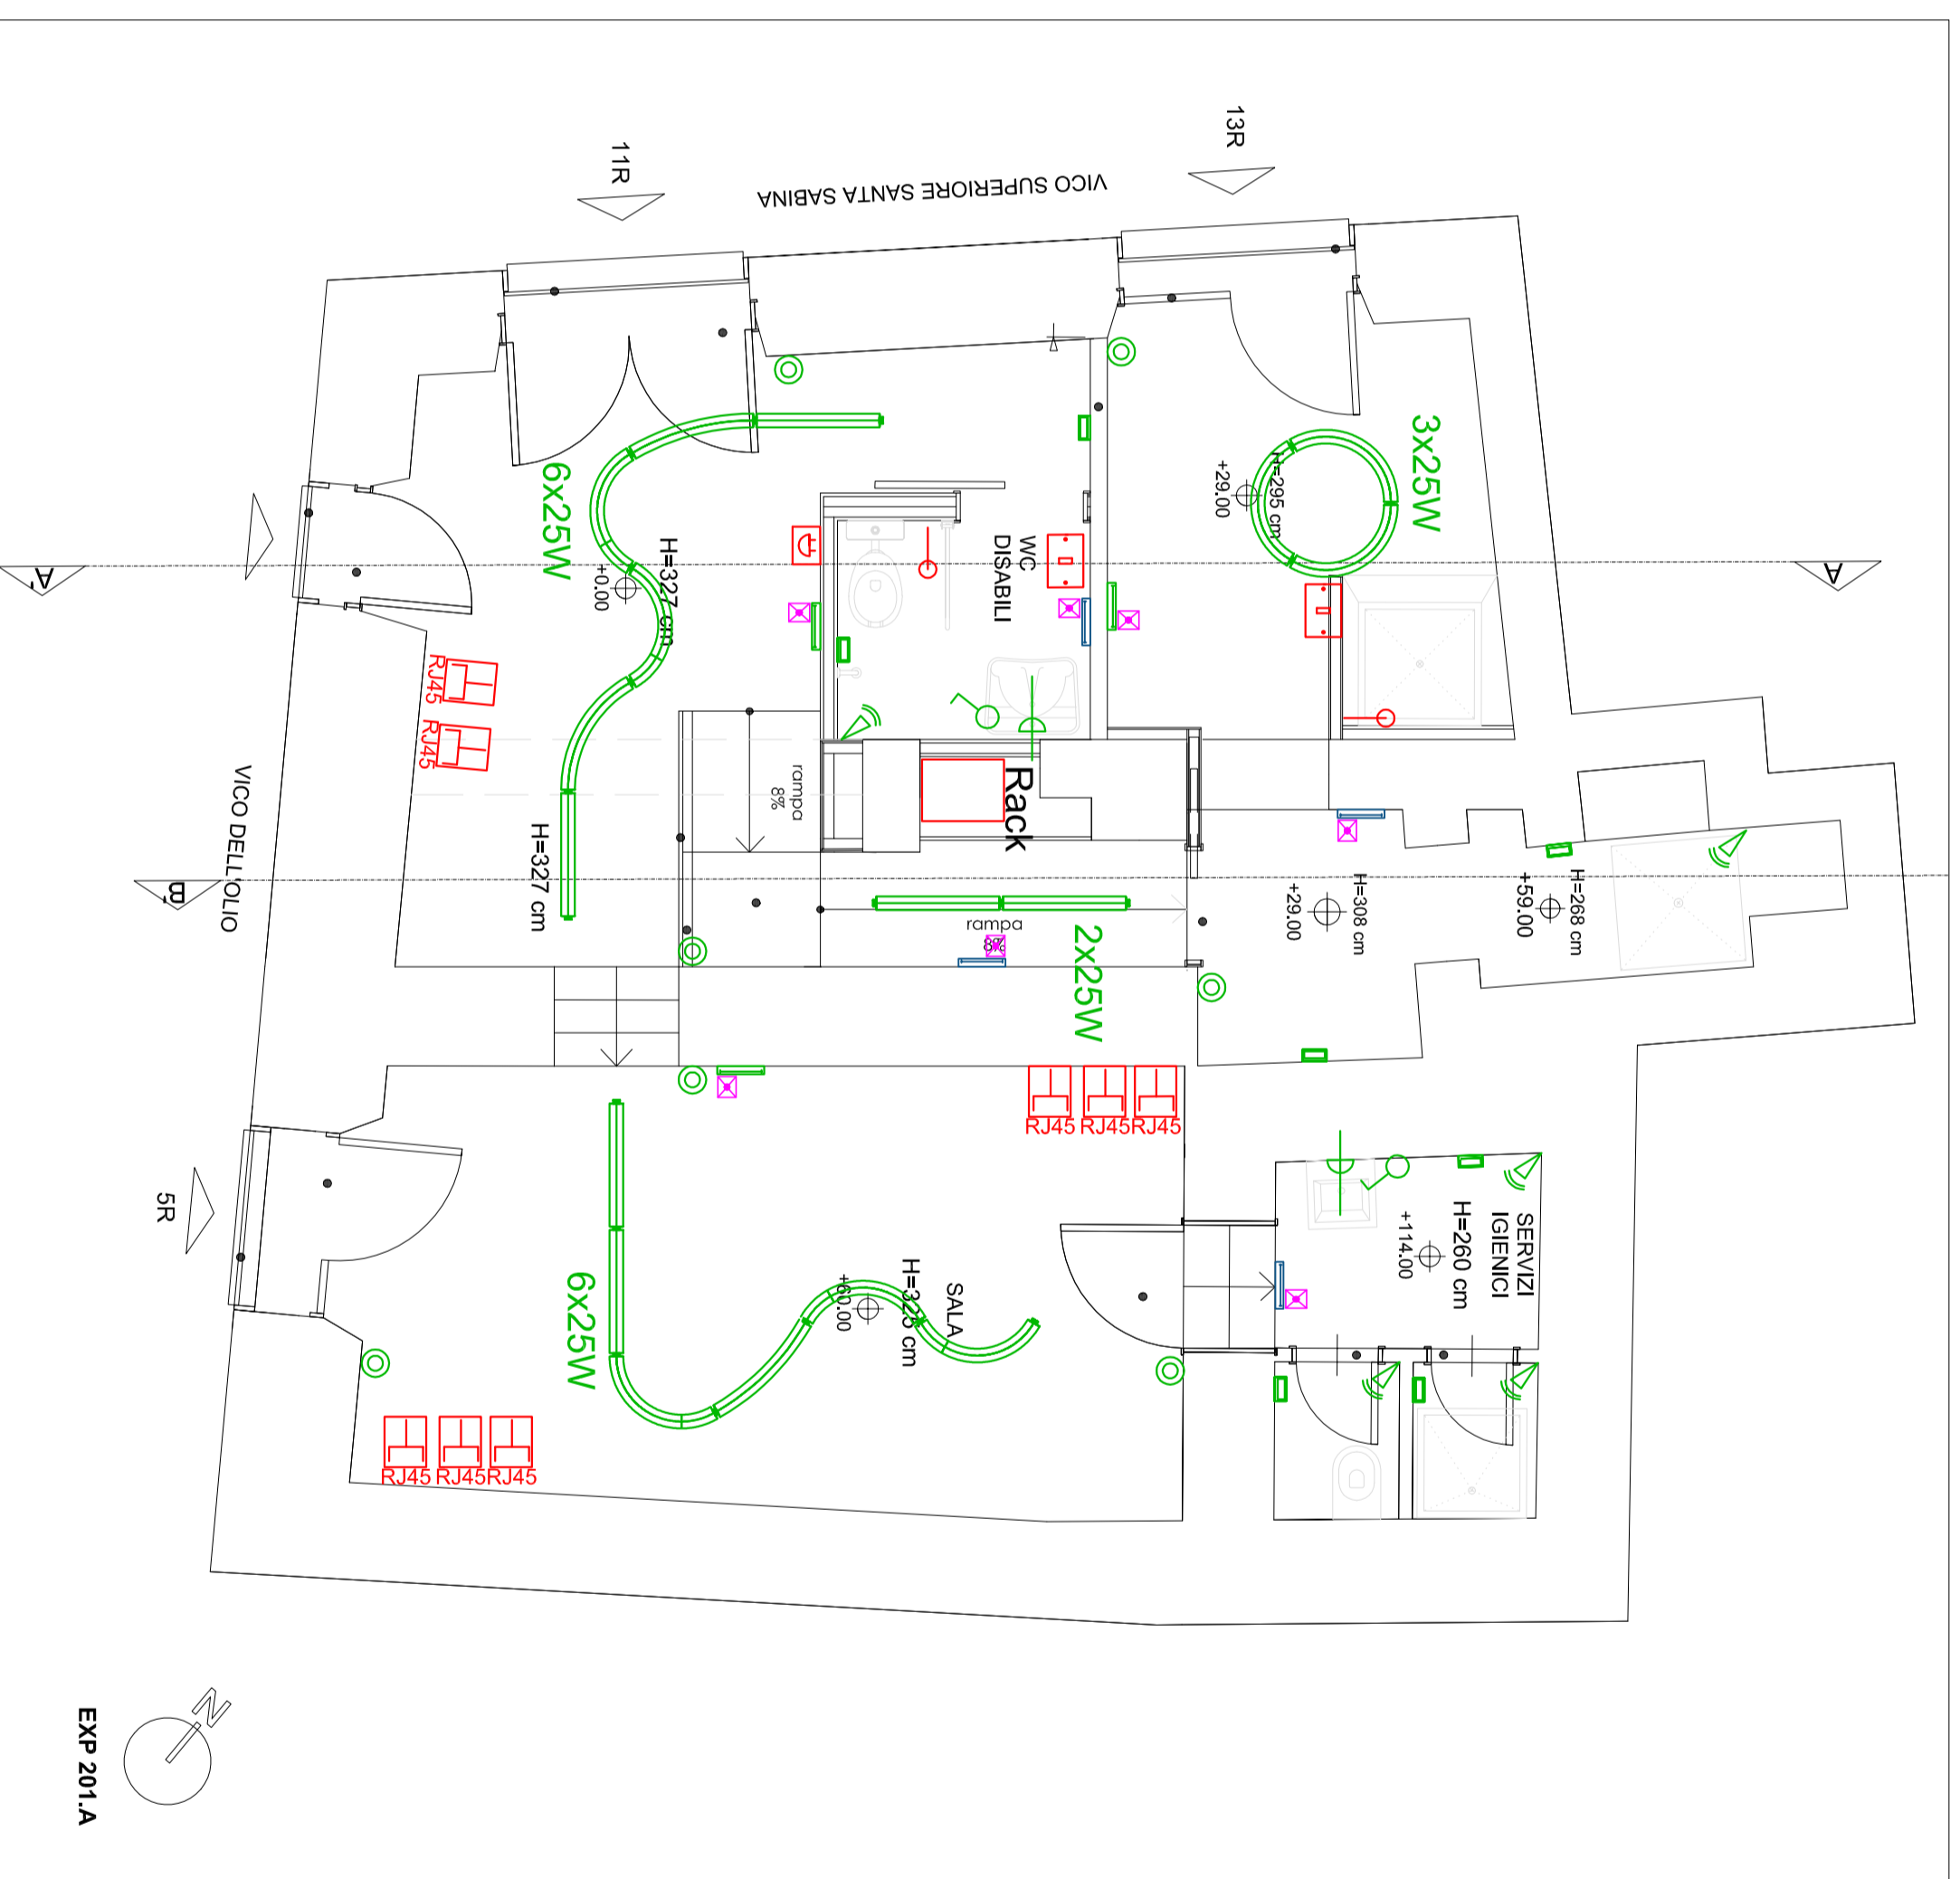 13R
11R
VICO SUPERIORE SANTA SABINA
3x25W
H=295 cm
+29.00
6x25W
H=327 cm
+0.00
WC
DISABILI
A
A'
RJ45
RJ45
VICO DELL'OLIO
rampa
8%
Rack
H=327 cm
B'
rampa
8%
2x25W
H=308 cm
+29.00
H=268 cm
+59.00
RJ45 RJ45 RJ45
5R
SERVIZI
IGIENICI
H=260 cm
+114.00
SALA
H=325 cm
+60.00
6x25W
RJ45 RJ45 RJ45
N
EXP 201.A